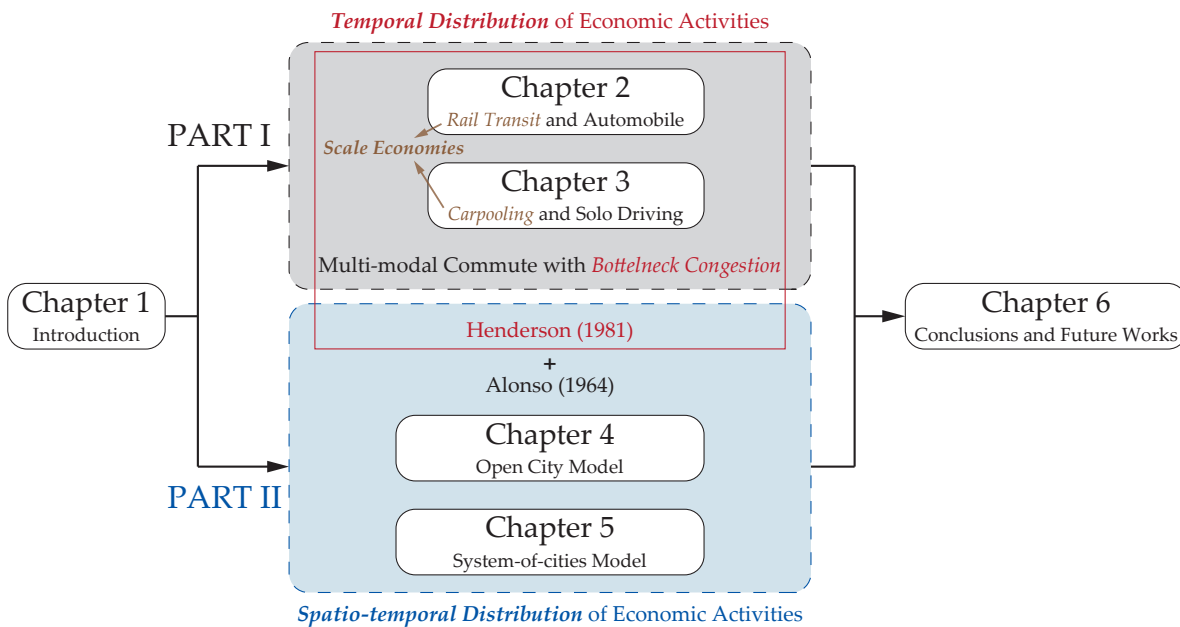 Temporal Distribution of Economic Activities
Chapter 2
Rail Transit and Automobile
PART I
Scale Economies
Chapter 3
Carpooling and Solo Driving
Multi-modal Commute with Bottelneck Congestion
Chapter 1
Introduction
Henderson (1981)
+
Alonso (1964)
Chapter 6
Conclusions and Future Works
Chapter 4
Open City Model
PART II
Chapter 5
System-of-cities Model
Spatio-temporal Distribution of Economic Activities